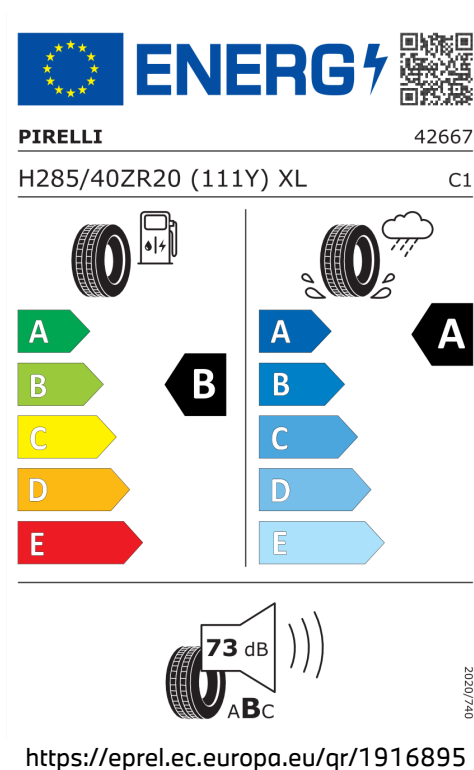 ENERG
PIRELLI 42667
H285/40ZR20 (111Y) XL C1
A A A
B B B
C C
D D
E E
73 dB
ABC
2020/740
https://eprel.ec.europa.eu/qr/1916895